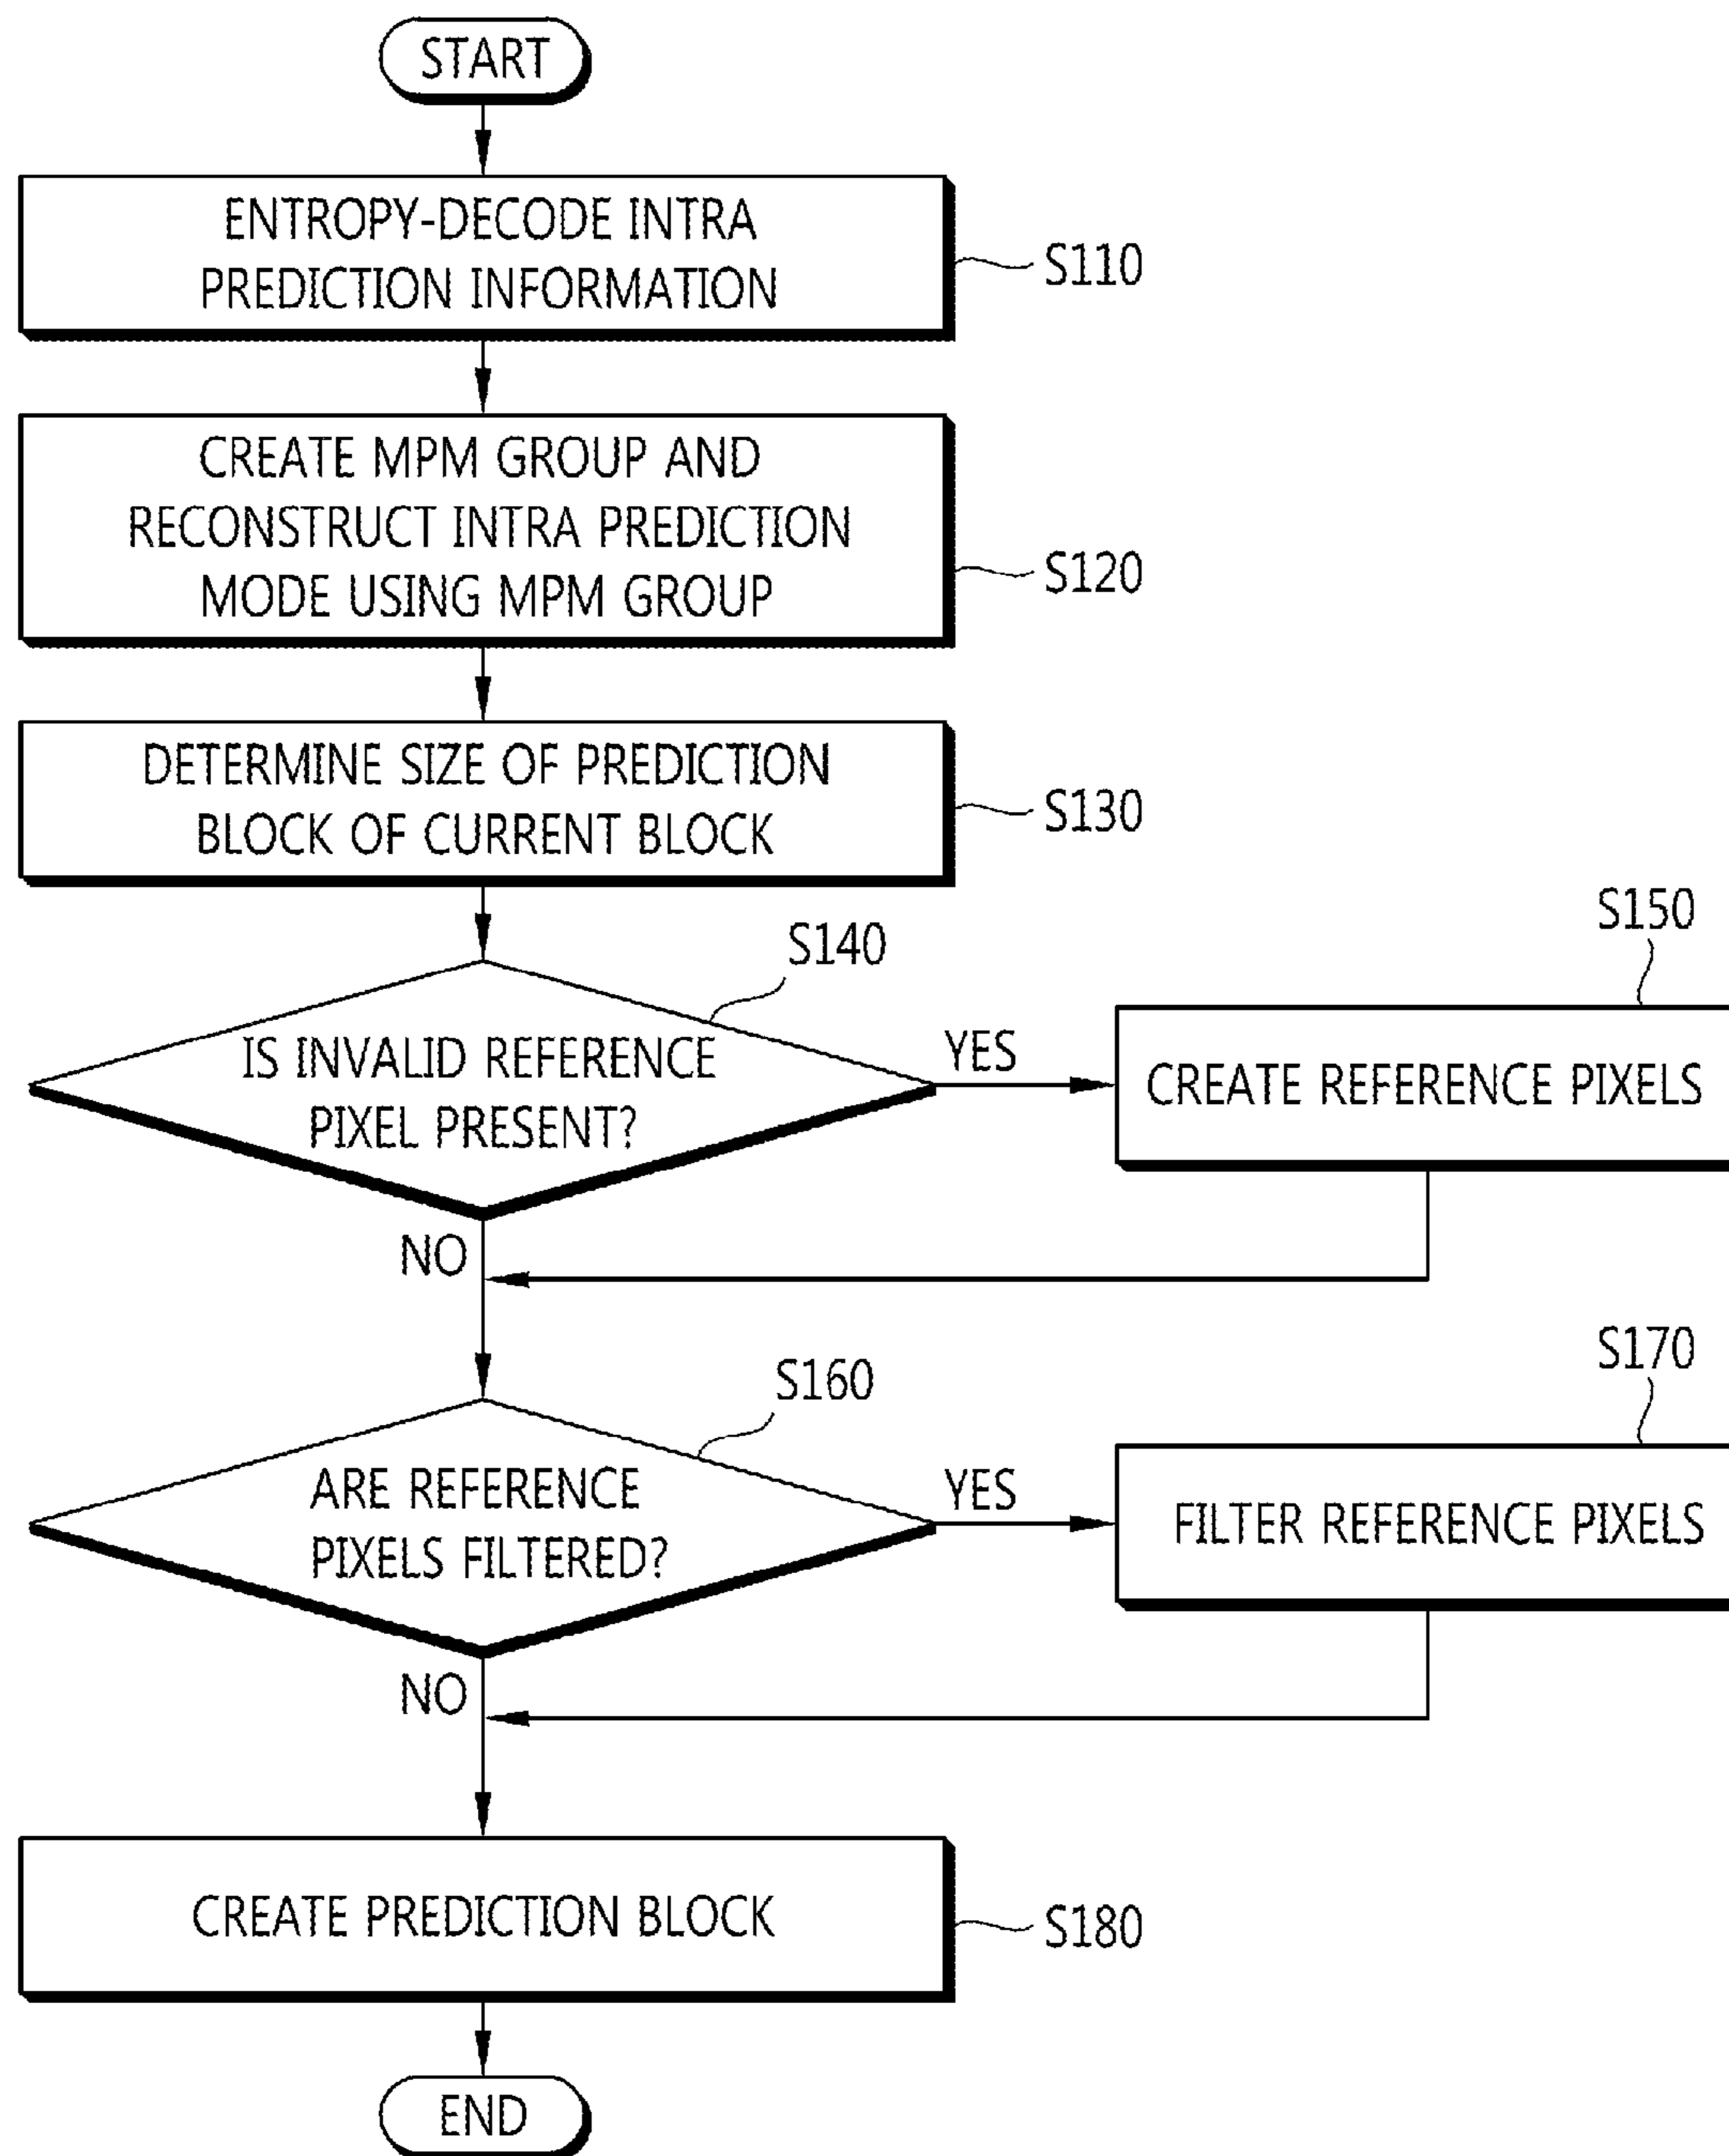 START
ENTROPY-DECODE INTRA
PREDICTION INFORMATION
S110
CREATE MPM GROUP AND
RECONSTRUCT INTRA PREDICTION
MODE USING MPM GROUP
S120
DETERMINE SIZE OF PREDICTION
BLOCK OF CURRENT BLOCK
S130
S140
IS INVALID REFERENCE
PIXEL PRESENT?
YES
S150
CREATE REFERENCE PIXELS
NO
S160
ARE REFERENCE
PIXELS FILTERED?
YES
S170
FILTER REFERENCE PIXELS
NO
CREATE PREDICTION BLOCK
S180
END